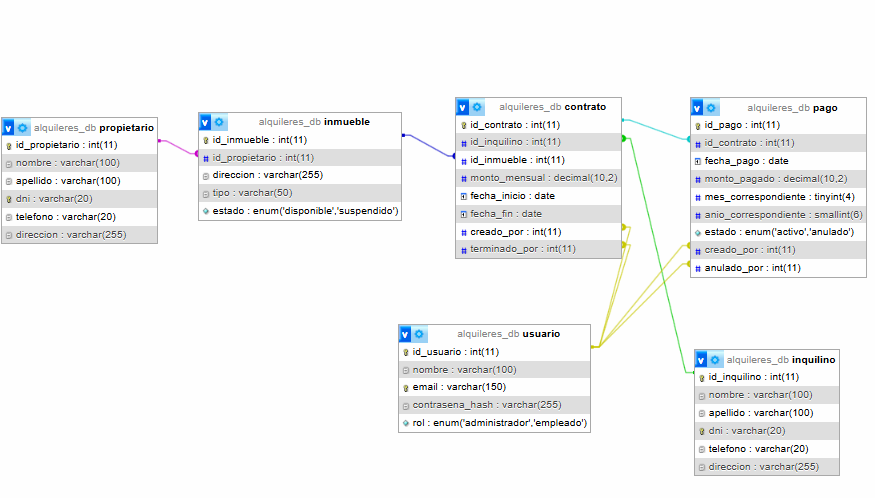 alquileres_db propietario
id_propietario : int(11)
nombre : varchar(100)
apellido : varchar(100)
dni : varchar(20)
telefono : varchar(20)
direccion : varchar(255)
alquileres_db inmueble
id_inmueble : int(11)
id_propietario : int(11)
direccion : varchar(255)
tipo : varchar(50)
estado : enum('disponible','suspendido')
alquileres_db contrato
id_contrato : int(11)
id_inquilino : int(11)
id_inmueble : int(11)
monto_mensual : decimal(10,2)
fecha_inicio : date
fecha_fin : date
creado_por : int(11)
terminado_por : int(11)
alquileres_db pago
id_pago : int(11)
id_contrato : int(11)
fecha_pago : date
monto_pagado : decimal(10,2)
mes_correspondiente : tinyint(4)
anio_correspondiente : smallint(6)
estado : enum('activo','anulado')
creado_por : int(11)
anulado_por : int(11)
alquileres_db usuario
id_usuario : int(11)
nombre : varchar(100)
email : varchar(150)
contrasena_hash : varchar(255)
rol : enum('administrador','empleado')
alquileres_db inquilino
id_inquilino : int(11)
nombre : varchar(100)
apellido : varchar(100)
dni : varchar(20)
telefono : varchar(20)
direccion : varchar(255)